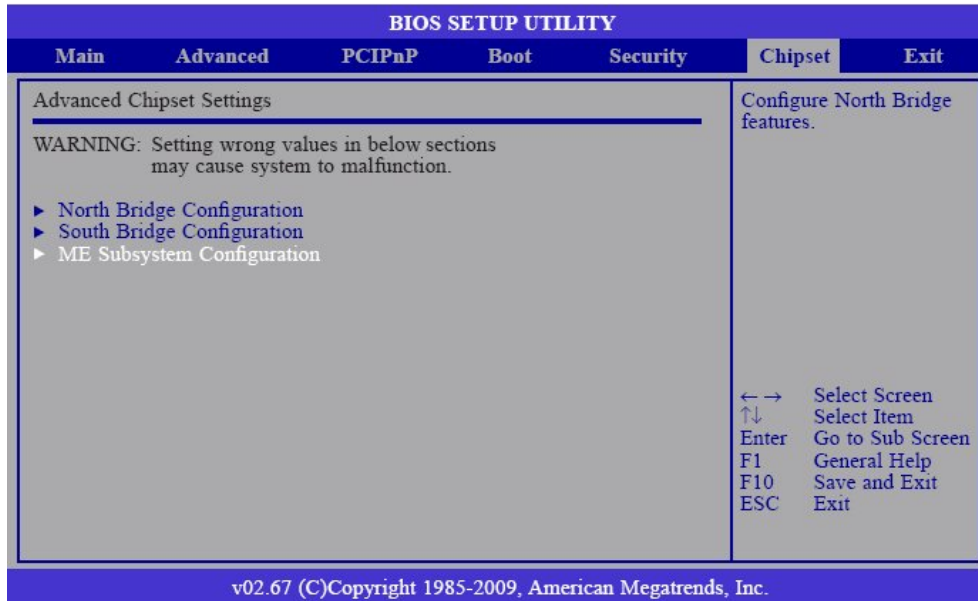 BIOS SETUP UTILITY
Main Advanced PCIPnP Boot Security Chipset Exit
Advanced Chipset Settings
WARNING: Setting wrong values in below sections
may cause system to malfunction.
► North Bridge Configuration
► South Bridge Configuration
► ME Subsystem Configuration
Configure North Bridge
features.
←→ Select Screen
↑↓ Select Item
Enter Go to Sub Screen
F1 General Help
F10 Save and Exit
ESC Exit
v02.67 (C)Copyright 1985-2009, American Megatrends, Inc.